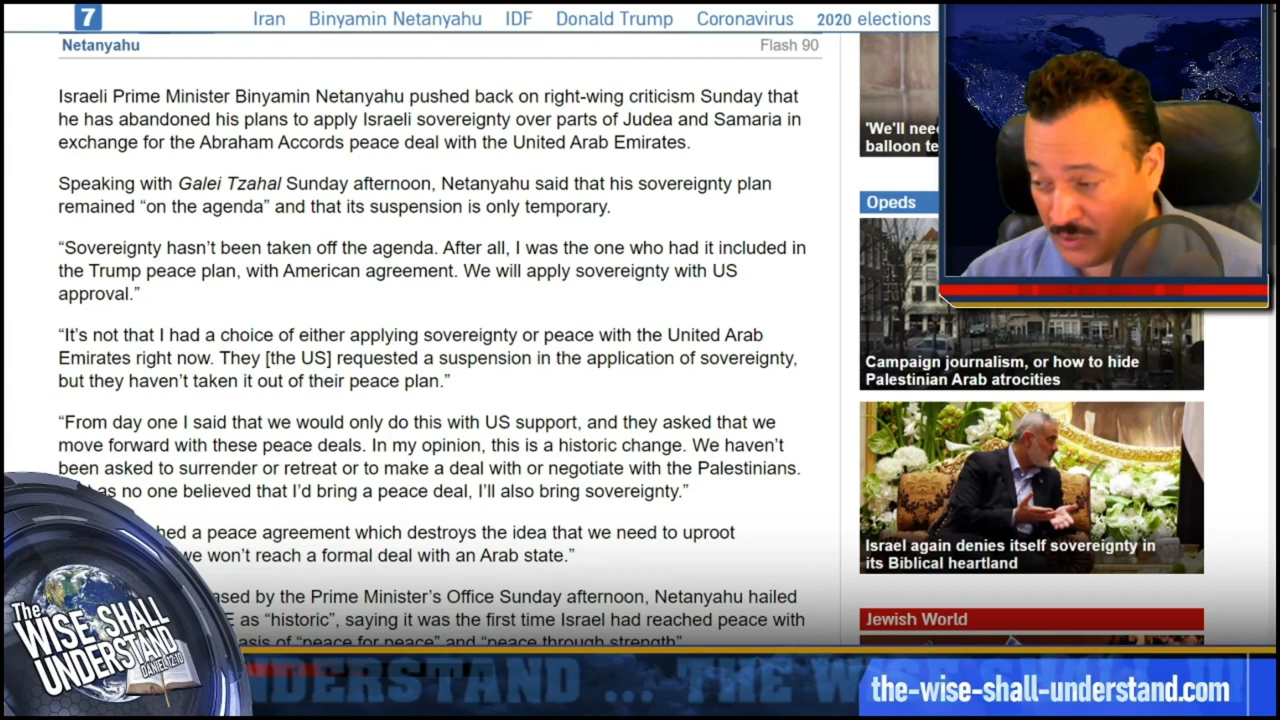 7
Iran Binyamin Netanyahu IDF Donald Trump Coronavirus 2020 elections
Netanyahu
Flash 90
Israeli Prime Minister Binyamin Netanyahu pushed back on right-wing criticism Sunday that
he has abandoned his plans to apply Israeli sovereignty over parts of Judea and Samaria in
exchange for the Abraham Accords peace deal with the United Arab Emirates.
Speaking with Galei Tzahal Sunday afternoon, Netanyahu said that his sovereignty plan
remained “on the agenda” and that its suspension is only temporary.
“Sovereignty hasn’t been taken off the agenda. After all, I was the one who had it included in
the Trump peace plan, with American agreement. We will apply sovereignty with US
approval.”
“It’s not that I had a choice of either applying sovereignty or peace with the United Arab
Emirates right now. They [the US] requested a suspension in the application of sovereignty,
but they haven’t taken it out of their peace plan.”
“From day one I said that we would only do this with US support, and they asked that we
move forward with these peace deals. In my opinion, this is a historic change. We haven’t
been asked to surrender or retreat or to make a deal with or negotiate with the Palestinians.
as no one believed that I’d bring a peace deal, I’ll also bring sovereignty.”
a peace agreement which destroys the idea that we need to uproot
we won’t reach a formal deal with an Arab state.”
by the Prime Minister’s Office Sunday afternoon, Netanyahu hailed
as “historic”, saying it was the first time Israel had reached peace with
of “peace for peace” and “peace through strength”
'We'll
balloon
Opeds
Campaign journalism, or how to hide
Palestinian Arab atrocities
Israel again denies itself sovereignty in
its Biblical heartland
Jewish World
The
WISE SHALL
UNDERSTAND
DANIEL 12:10
UNDERSTAND ... THE WISE
the-wise-shall-understand.com